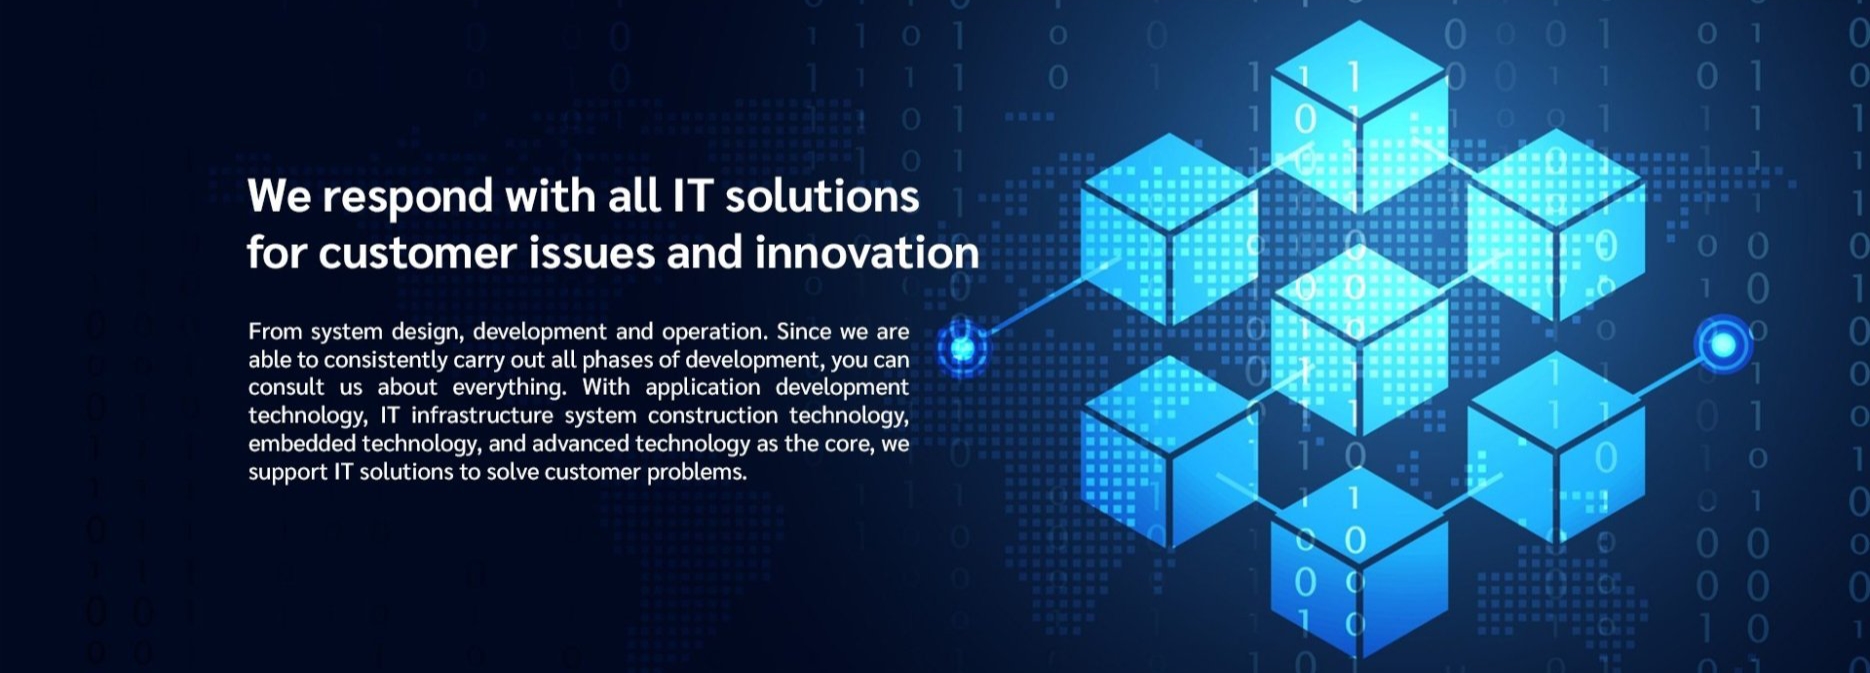 We respond with all IT solutions
for customer issues and innovation
From system design, development and operation. Since we are
able to consistently carry out all phases of development, you can
consult us about everything. With application development
technology, IT infrastructure system construction technology,
embedded technology, and advanced technology as the core, we
support IT solutions to solve customer problems.